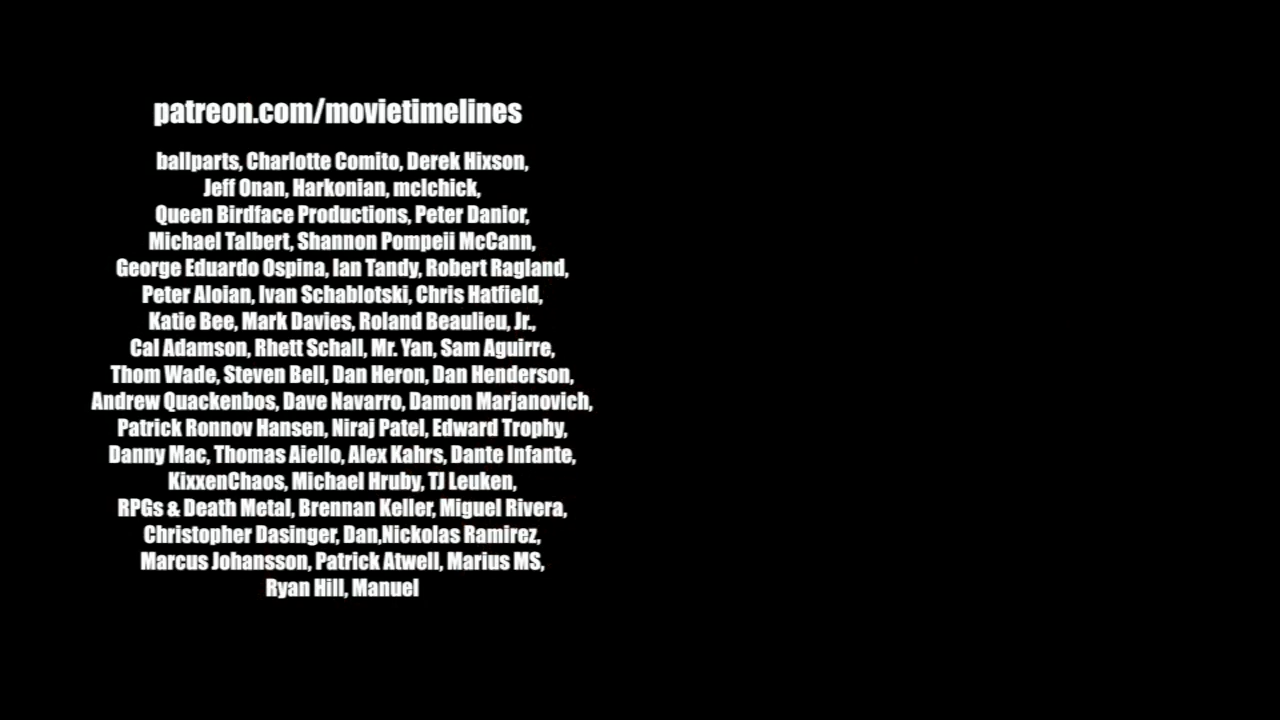 patreon.com/movietimelines
ballparts, Charlotte Comito, Derek Hixson,
Jeff Onan, Harkonian, mclchick,
Queen Birdface Productions, Peter Danior,
Michael Talbert, Shannon Pompeii McCann,
George Eduardo Ospina, Ian Tandy, Robert Ragland,
Peter Aloian, Ivan Schablotski, Chris Hatfield,
Katie Bee, Mark Davies, Roland Beaulieu, Jr.,
Cal Adamson, Rhett Schall, Mr. Yan, Sam Aguirre,
Thom Wade, Steven Bell, Dan Heron, Dan Henderson,
Andrew Quackenbos, Dave Navarro, Damon Marjanovich,
Patrick Ronnov Hansen, Niraj Patel, Edward Trophy,
Danny Mac, Thomas Aiello, Alex Kahrs, Dante Infante,
KixxenChaos, Michael Hruby, TJ Leuken,
RPGs & Death Metal, Brennan Keller, Miguel Rivera,
Christopher Dasinger, Dan,Nickolas Ramirez,
Marcus Johansson, Patrick Atwell, Marius MS,
Ryan Hill, Manuel